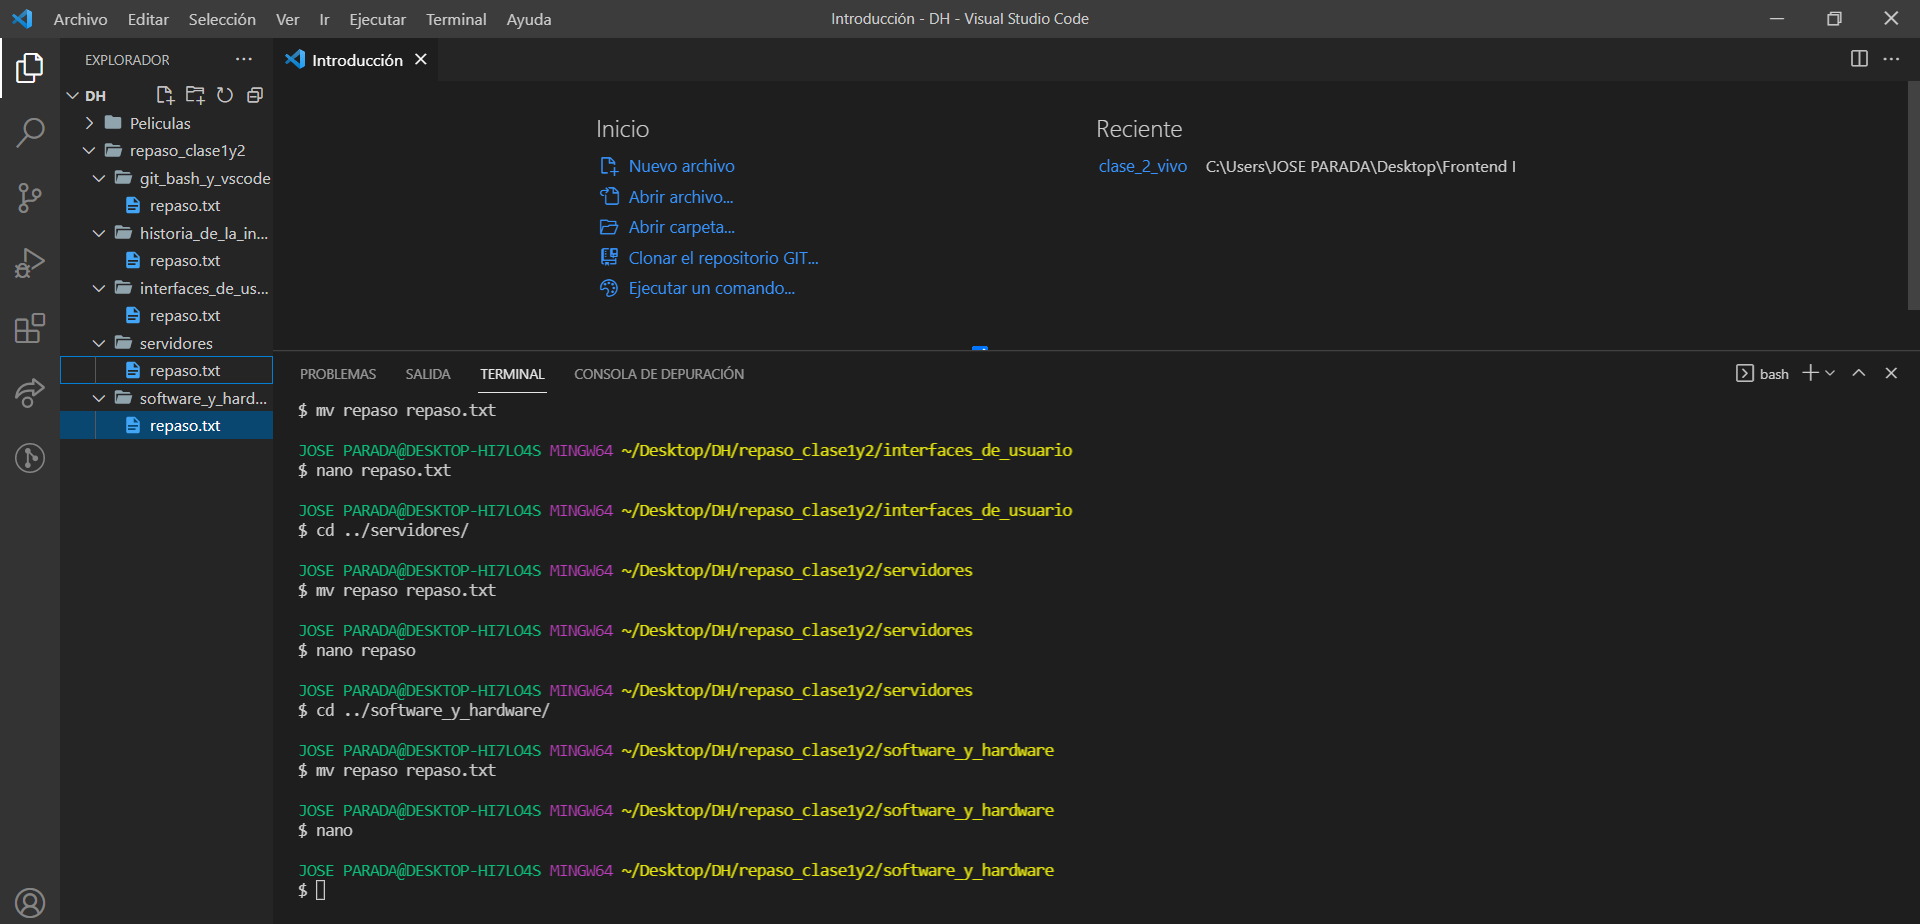 Archivo Editar Selección Ver Ir Ejecutar Terminal Ayuda
Introducción - DH - Visual Studio Code
EXPLORADOR
DH
Peliculas
repaso_clase1y2
git_bash_y_vscode
repaso.txt
historia_de_la_in...
repaso.txt
interfaces_de_us...
repaso.txt
servidores
repaso.txt
software_y_hard...
repaso.txt
Introducción
Inicio
Nuevo archivo
Abrir archivo...
Abrir carpeta...
Clonar el repositorio GIT...
Ejecutar un comando...
Reciente
clase_2_vivo C:\Users\JOSE PARADA\Desktop\Frontend I
PROBLEMAS SALIDA TERMINAL CONSOLA DE DEPURACIÓN
bash
$ mv repaso repaso.txt
JOSE PARADA@DESKTOP-HI7LO4S MINGW64 ~/Desktop/DH/repaso_clase1y2/interfaces_de_usuario
$ nano repaso.txt
JOSE PARADA@DESKTOP-HI7LO4S MINGW64 ~/Desktop/DH/repaso_clase1y2/interfaces_de_usuario
$ cd ../servidores/
JOSE PARADA@DESKTOP-HI7LO4S MINGW64 ~/Desktop/DH/repaso_clase1y2/servidores
$ mv repaso repaso.txt
JOSE PARADA@DESKTOP-HI7LO4S MINGW64 ~/Desktop/DH/repaso_clase1y2/servidores
$ nano repaso
JOSE PARADA@DESKTOP-HI7LO4S MINGW64 ~/Desktop/DH/repaso_clase1y2/servidores
$ cd ../software_y_hardware/
JOSE PARADA@DESKTOP-HI7LO4S MINGW64 ~/Desktop/DH/repaso_clase1y2/software_y_hardware
$ mv repaso repaso.txt
JOSE PARADA@DESKTOP-HI7LO4S MINGW64 ~/Desktop/DH/repaso_clase1y2/software_y_hardware
$ nano
JOSE PARADA@DESKTOP-HI7LO4S MINGW64 ~/Desktop/DH/repaso_clase1y2/software_y_hardware
$